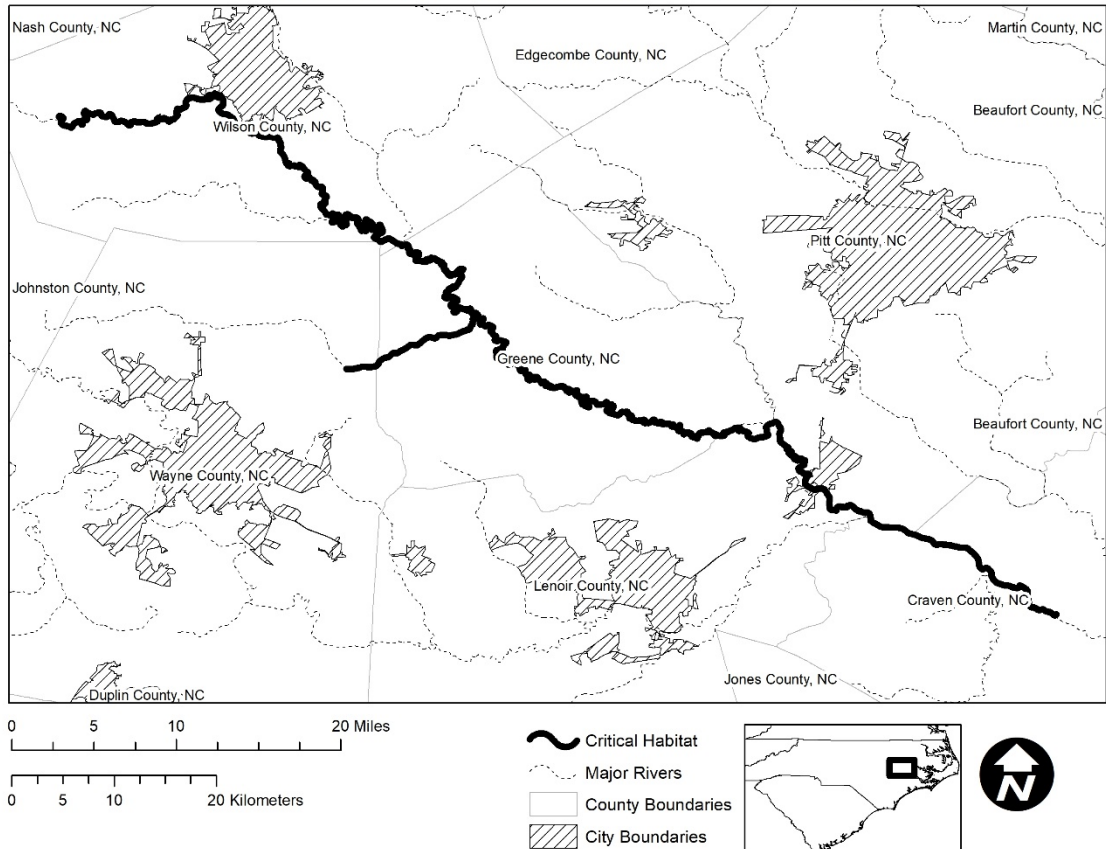 Nash County, NC
Edgecombe County, NC
Martin County, NC
Beaufort County, NC
Wilson County, NC
Pitt County, NC
Johnston County, NC
Greene County, NC
Beaufort County, NC
Wayne County, NC
Lenoir County, NC
Craven County, NC
Jones County, NC
Duplin County, NC
0 5 10 20 Miles
0 5 10 20 Kilometers
Critical Habitat
Major Rivers
County Boundaries
City Boundaries
N